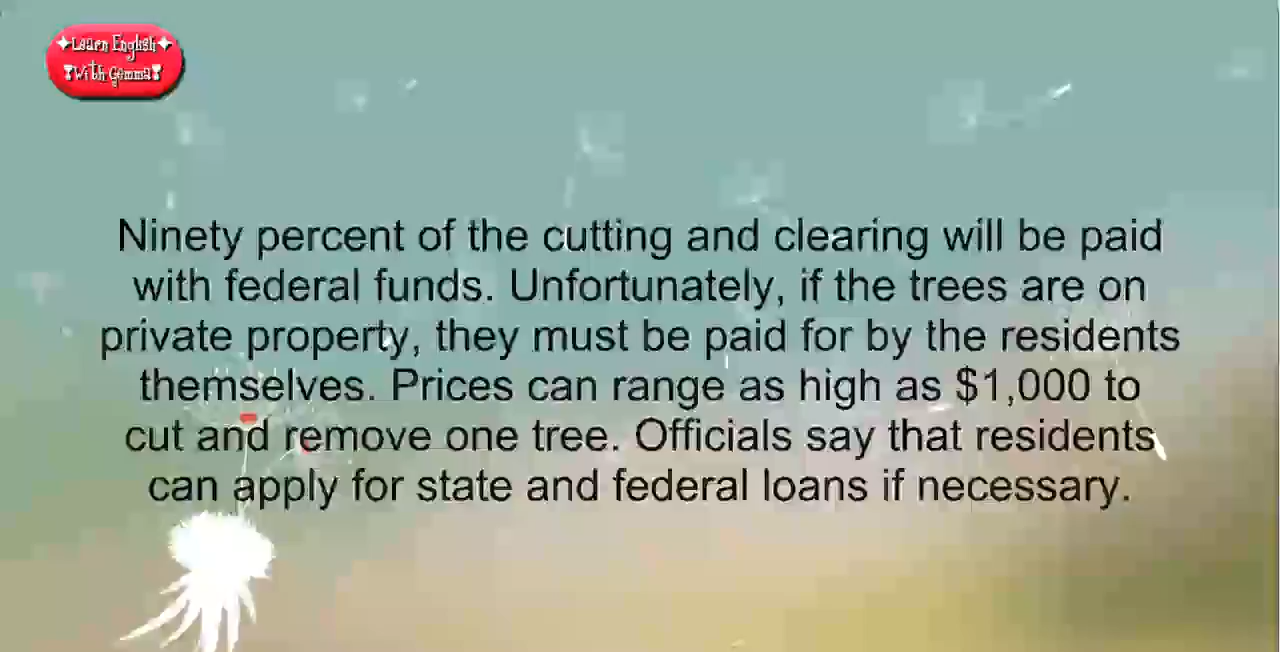 Learn English
With Gemma
Ninety percent of the cutting and clearing will be paid
with federal funds. Unfortunately, if the trees are on
private property, they must be paid for by the residents
themselves. Prices can range as high as $1,000 to
cut and remove one tree. Officials say that residents
can apply for state and federal loans if necessary.